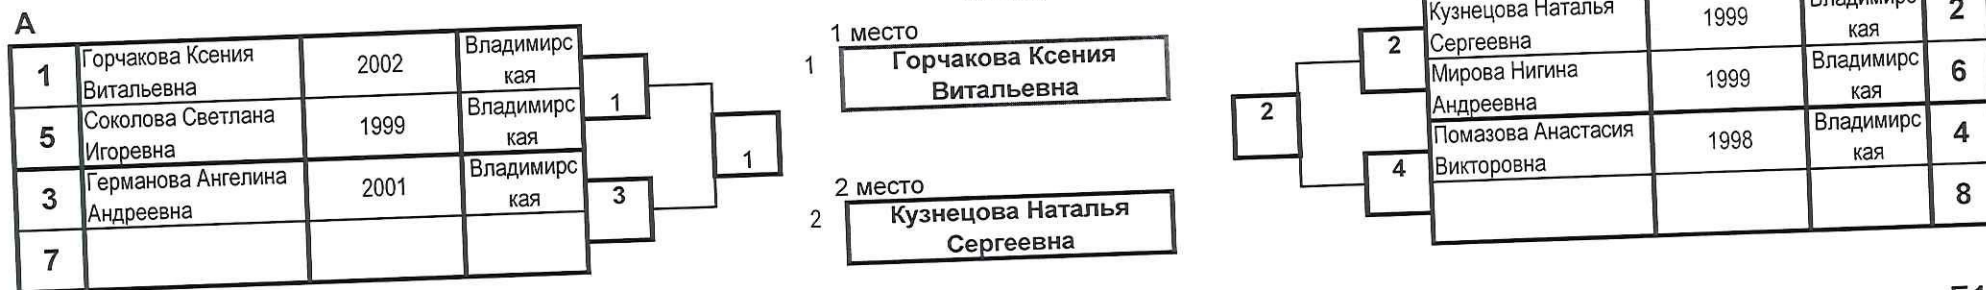 А
1
Горчакова Ксения
Витальевна
2002
Владимирс
кая
5
Соколова Светлана
Игоревна
1999
Владимирс
кая
3
Германова Ангелина
Андреевна
2001
Владимирс
кая
7
1
3
1
1 место
1
Горчакова Ксения
Витальевна
2 место
2
Кузнецова Наталья
Сергеевна
2
2
4
Кузнецова Наталья
Сергеевна
1999
Владимирс
кая
2
Мирова Нигина
Андреевна
1999
Владимирс
кая
6
Помазова Анастасия
Викторовна
1998
Владимирс
кая
4
8